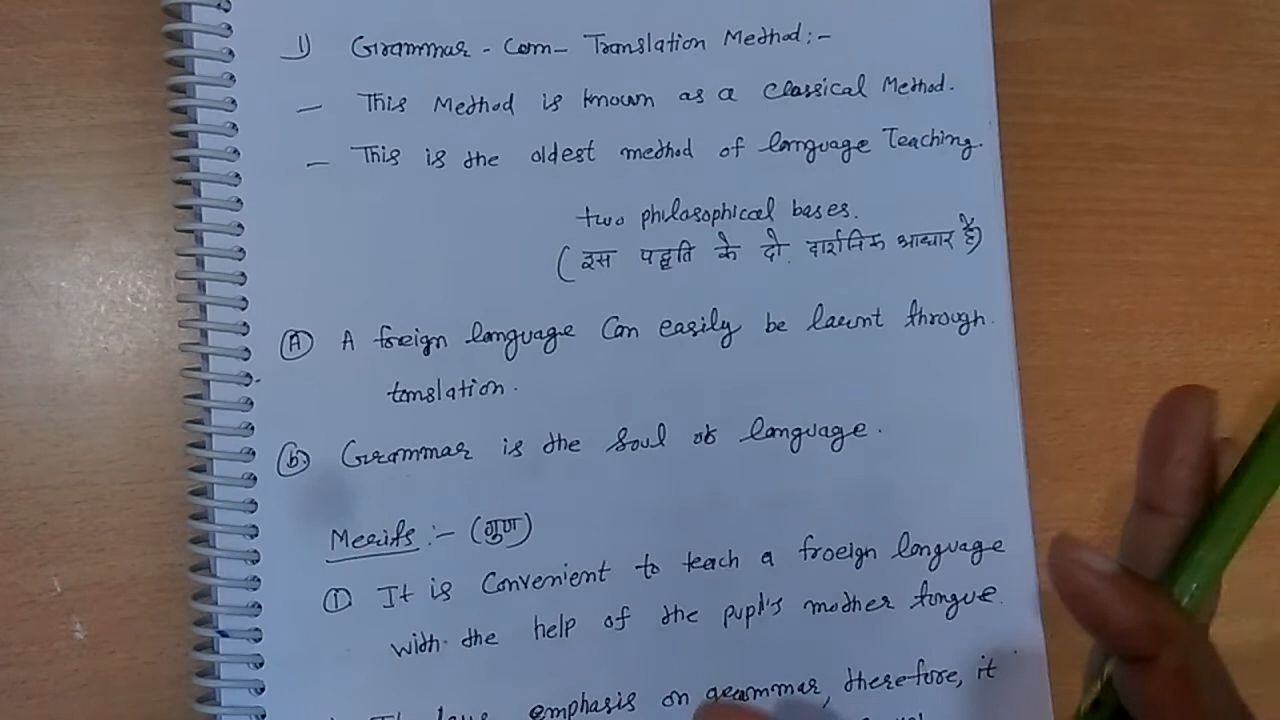 1) Grammar - Com - Translation Method :-
- This Method is known as a Classical Method.
- This is the oldest method of language Teaching.
two philosophical bases.
(इस पद्धति के दो दार्शनिक आधार हैं)
(A) A foreign language Can easily be learnt through
translation.
(b) Grammar is the Soul of language.
Merits :- (गुण)
(1) It is Convenient to teach a froeign language
with the help of the pupil's mother tongue.
emphasis on grammar, therefore, it